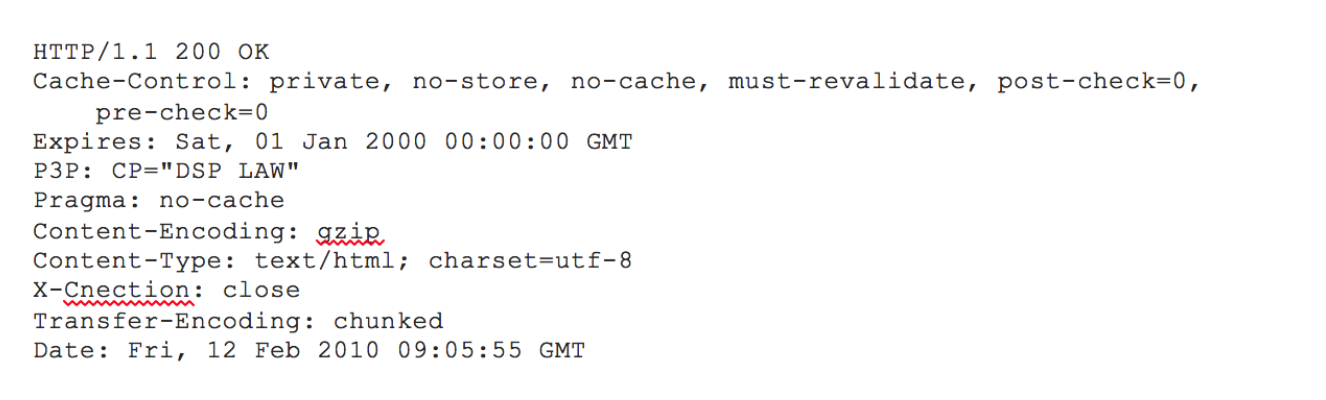 HTTP/1.1 200 OK
Cache-Control: private, no-store, no-cache, must-revalidate, post-check=0,
pre-check=0
Expires: Sat, 01 Jan 2000 00:00:00 GMT
P3P: CP="DSP LAW"
Pragma: no-cache
Content-Encoding: gzip
Content-Type: text/html; charset=utf-8
X-Cnection: close
Transfer-Encoding: chunked
Date: Fri, 12 Feb 2010 09:05:55 GMT